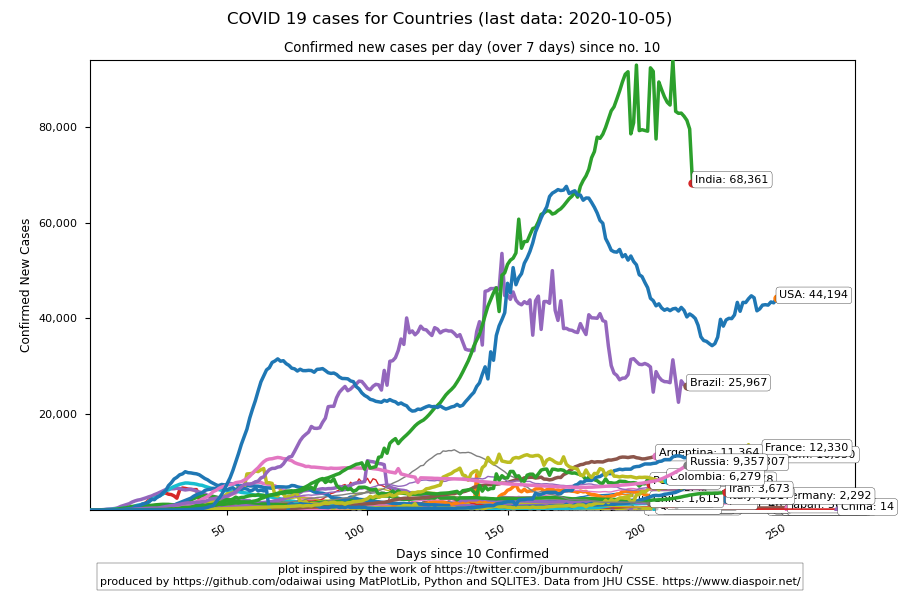 COVID 19 cases for Countries (last data: 2020-10-05)
Confirmed new cases per day (over 7 days) since no. 10
80,000
60,000
40,000
20,000
Confirmed New Cases
India: 68,361
USA: 44,194
Brazil: 25,967
France: 12,330
Argentina: 11,364
Russia: 9,357
Colombia: 6,279
Iran: 3,673
Germany: 2,292
China: 14
50
100
150
200
250
Days since 10 Confirmed
plot inspired by the work of https://twitter.com/jburnmurdoch/
produced by https://github.com/odaiwai using MatPlotLib, Python and SQLITE3. Data from JHU CSSE. https://www.diaspoir.net/